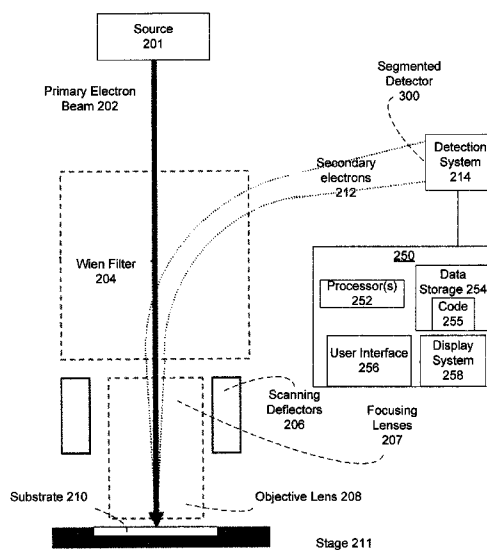 Source
201
Primary Electron
Beam 202
Segmented
Detector
300
Detection
System
214
Secondary
electrons
212
Wien Filter
204
250
Processor(s)
252
Data
Storage 254
Code
255
User Interface
256
Display
System
258
Scanning
Deflectors
206
Focusing
Lenses
207
Substrate 210
Objective Lens 208
Stage 211